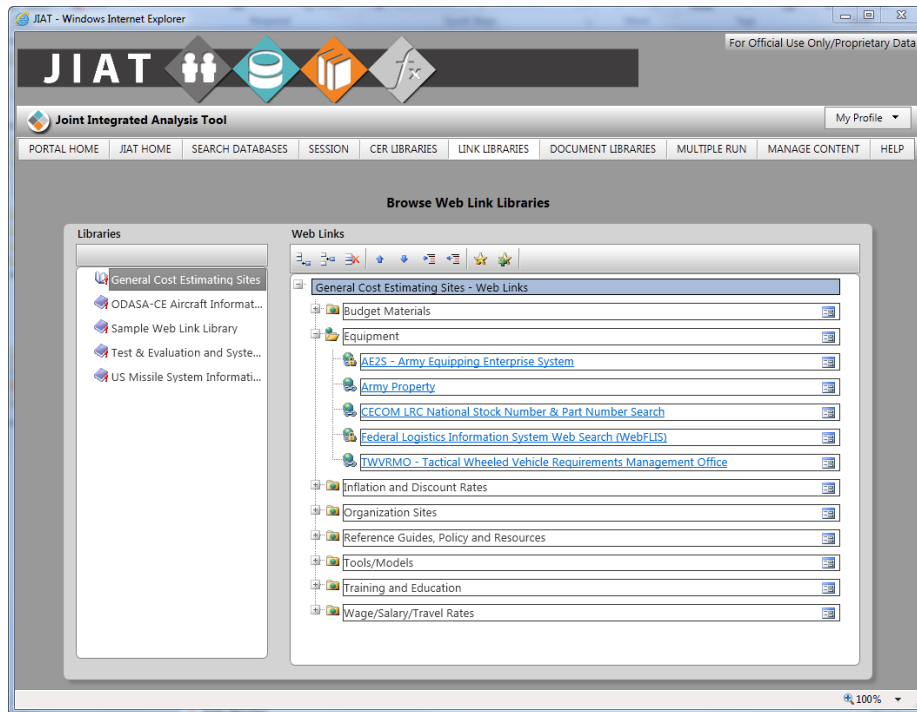 JIAT - Windows Internet Explorer
For Official Use Only/Proprietary Data
JIAT
fx
Joint Integrated Analysis Tool
My Profile
PORTAL HOME JIAT HOME SEARCH DATABASES SESSION CER LIBRARIES LINK LIBRARIES DOCUMENT LIBRARIES MULTIPLE RUN MANAGE CONTENT HELP
Browse Web Link Libraries
Libraries
General Cost Estimating Sites
ODASA-CE Aircraft Informat...
Sample Web Link Library
Test & Evaluation and Syste...
US Missile System Informati...
Web Links
General Cost Estimating Sites - Web Links
Budget Materials
Equipment
AE2S - Army Equipping Enterprise System
Army Property
CECOM LRC National Stock Number & Part Number Search
Federal Logistics Information System Web Search (WebFLIS)
TWVRMO - Tactical Wheeled Vehicle Requirements Management Office
Inflation and Discount Rates
Organization Sites
Reference Guides, Policy and Resources
Tools/Models
Training and Education
Wage/Salary/Travel Rates
100%